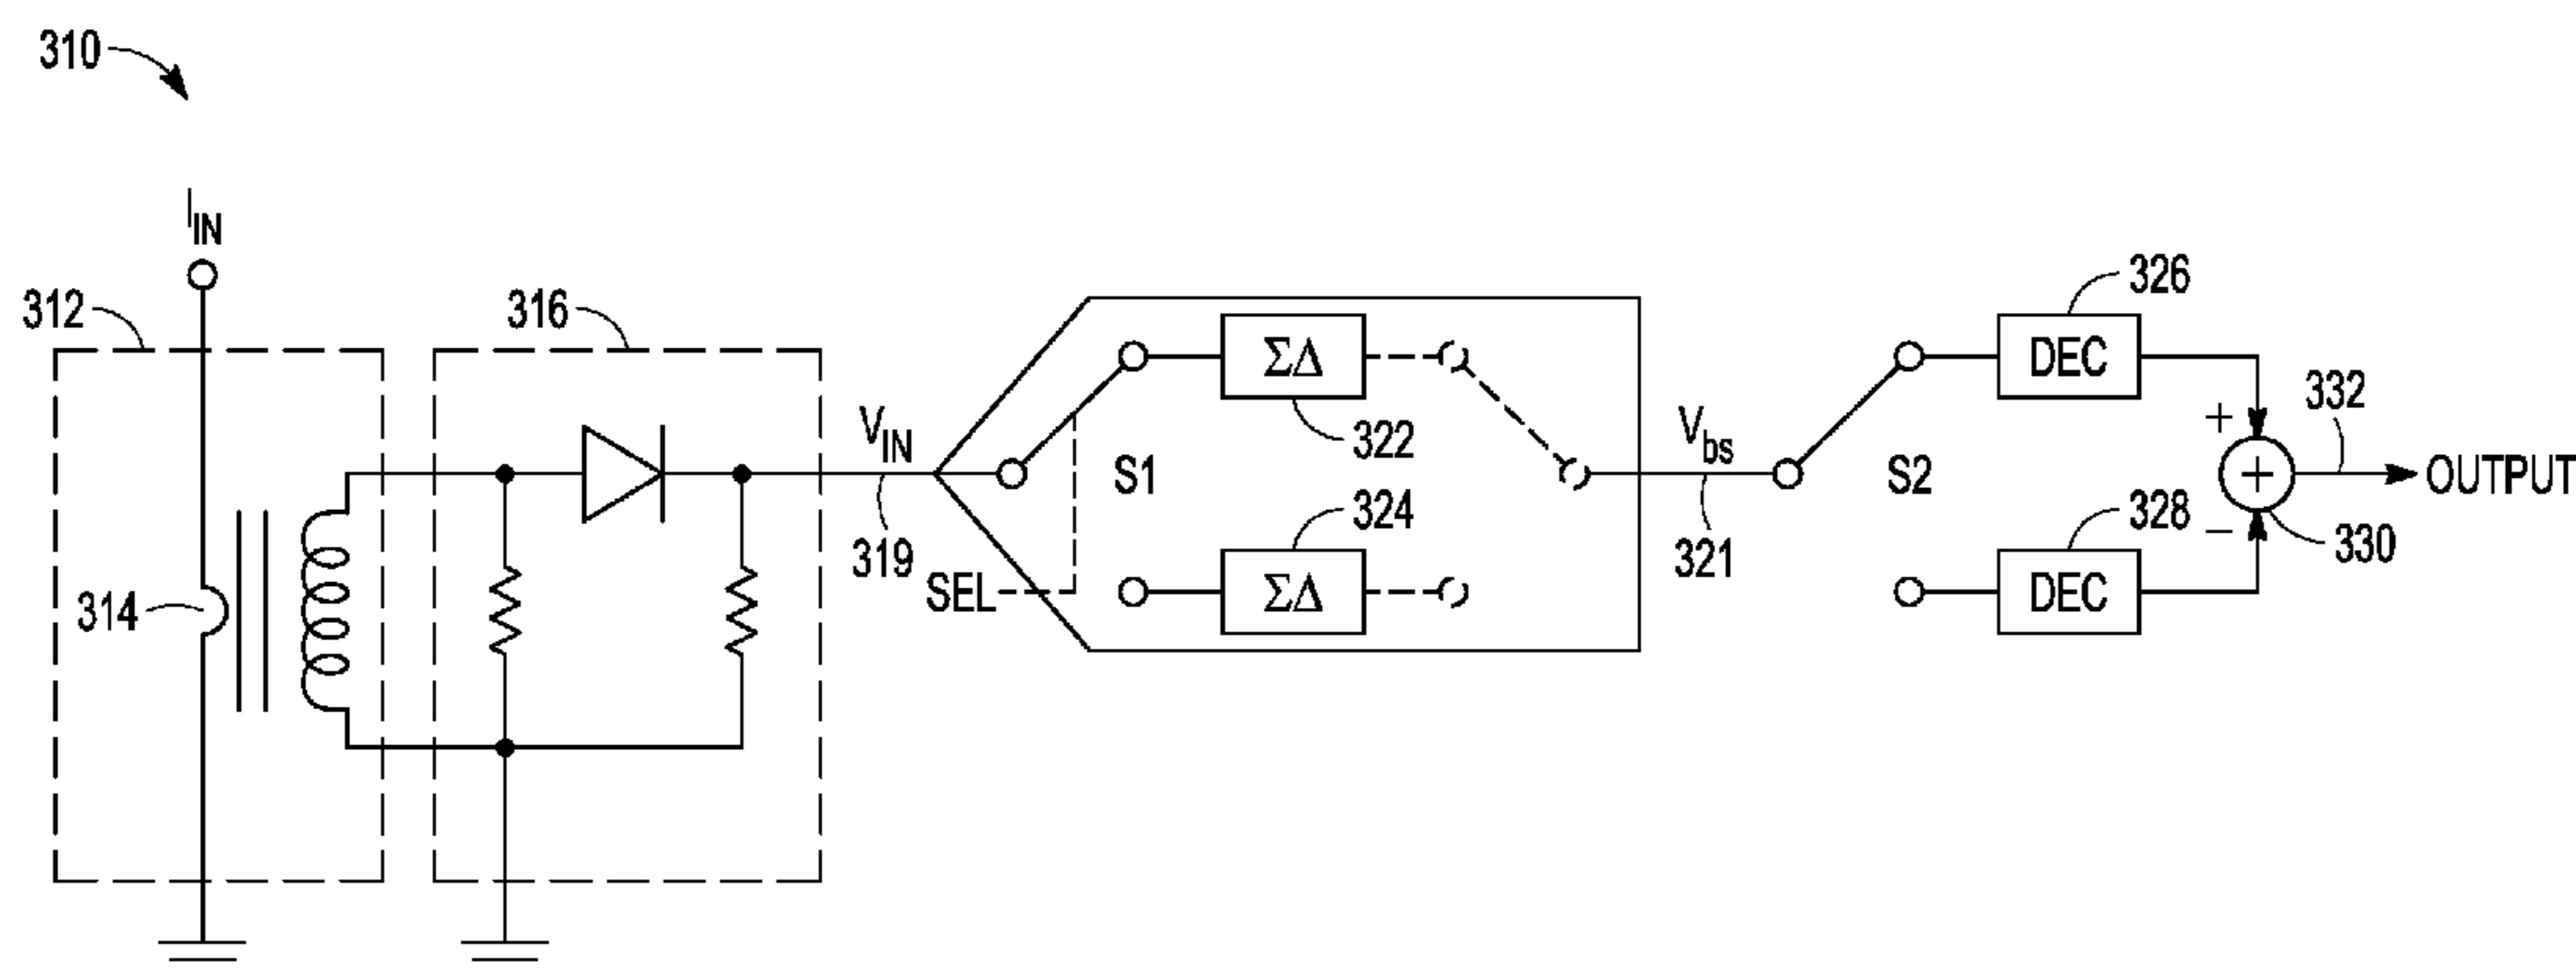 310
I_IN
312
316
314
V_IN
319
SEL
S1
ΣΔ
322
324
ΣΔ
V_bs
321
S2
326
DEC
328
DEC
+
−
+
330
332
OUTPUT